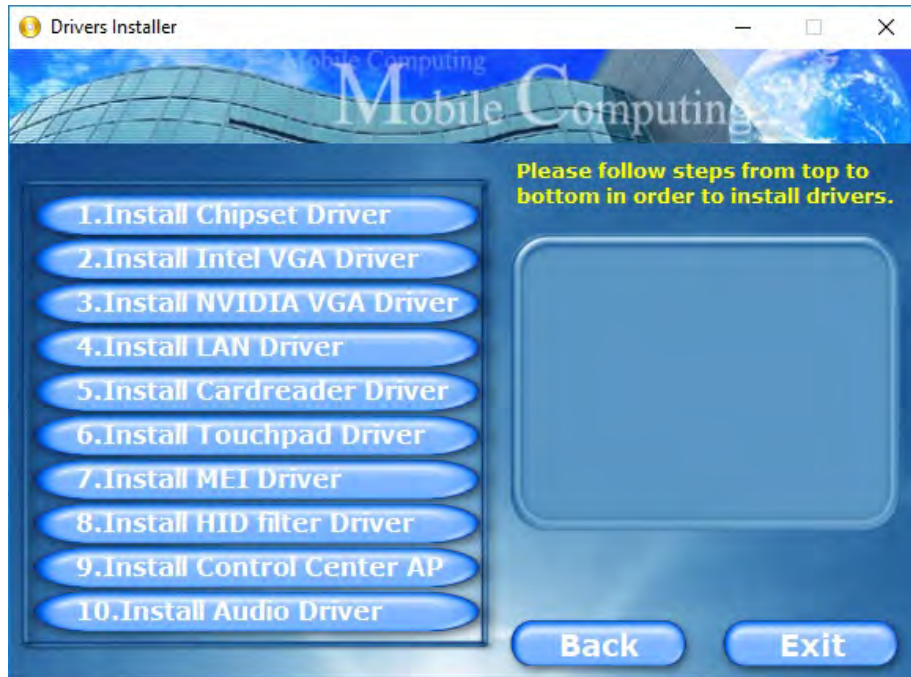 Drivers Installer
Mobile Computing
Mobile Computing
Please follow steps from top to
bottom in order to install drivers.
1.Install Chipset Driver
2.Install Intel VGA Driver
3.Install NVIDIA VGA Driver
4.Install LAN Driver
5.Install Cardreader Driver
6.Install Touchpad Driver
7.Install MEI Driver
8.Install HID filter Driver
9.Install Control Center AP
10.Install Audio Driver
Back
Exit